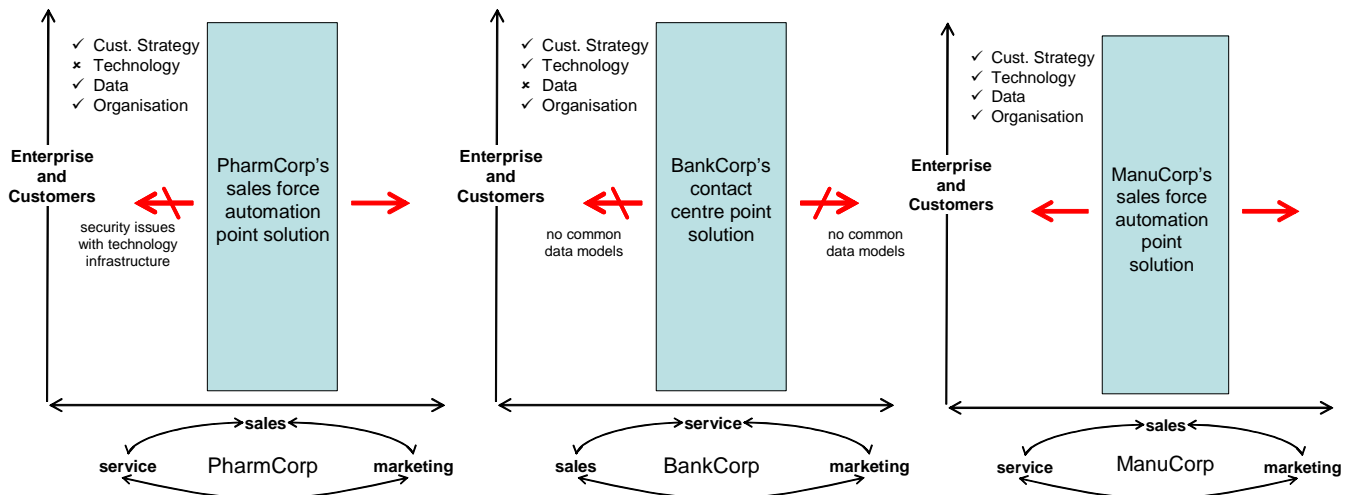 ✓ Cust. Strategy
✗ Technology
✓ Data
✓ Organisation
Enterprise
and
Customers
security issues
with technology
infrastructure
PharmCorp's
sales force
automation
point solution
sales
service
PharmCorp
marketing
✓ Cust. Strategy
✓ Technology
✗ Data
✓ Organisation
Enterprise
and
Customers
no common
data models
BankCorp's
contact
centre point
solution
no common
data models
service
sales
BankCorp
marketing
✓ Cust. Strategy
✓ Technology
✓ Data
✓ Organisation
Enterprise
and
Customers
ManuCorp's
sales force
automation
point
solution
sales
service
ManuCorp
marketing